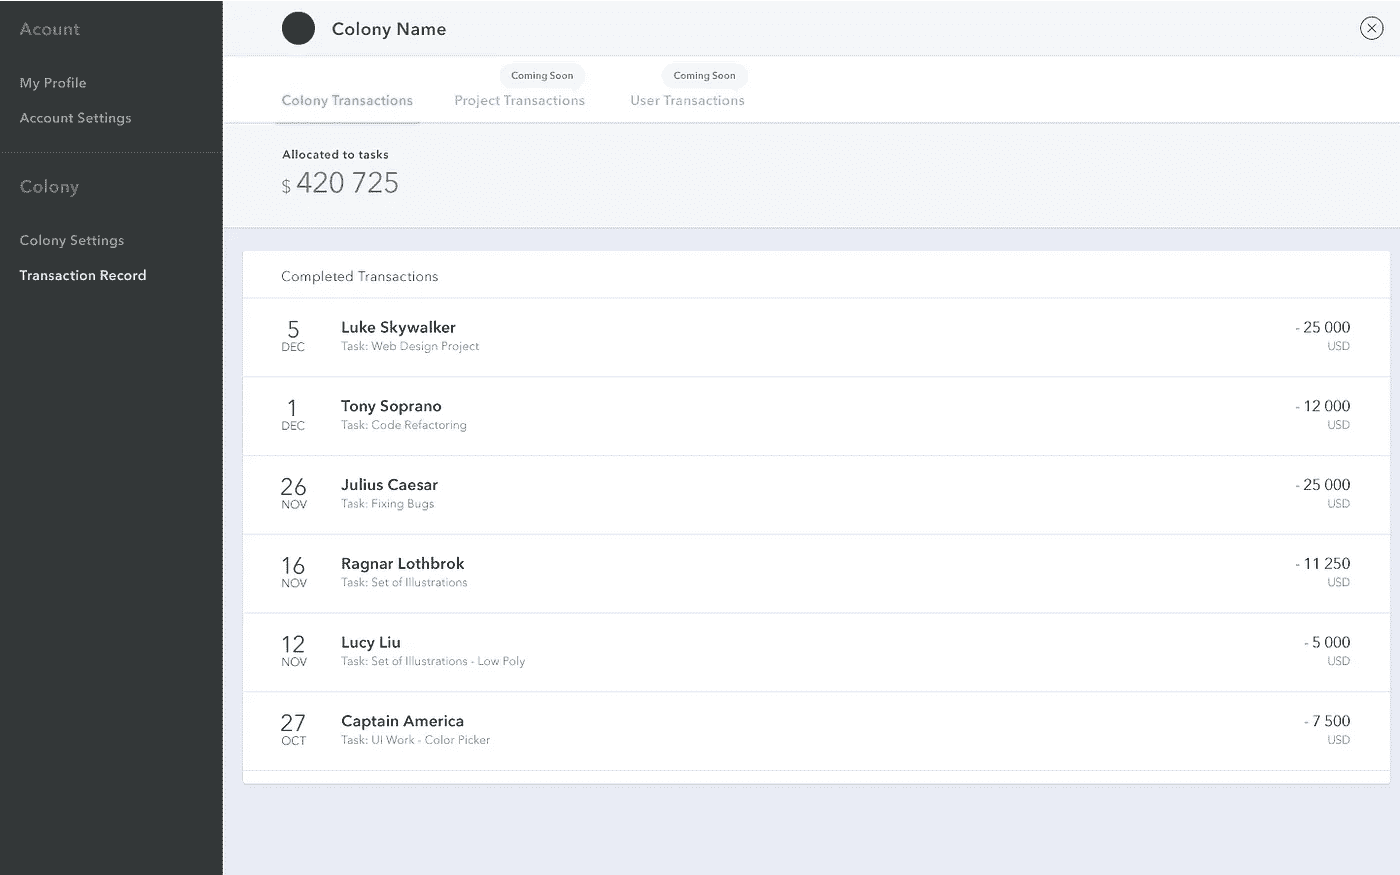 Acount
My Profile
Account Settings
Colony
Colony Settings
Transaction Record
Colony Name
Coming Soon
Coming Soon
Colony Transactions
Project Transactions
User Transactions
Allocated to tasks
$ 420 725
Completed Transactions
5 DEC
Luke Skywalker
Task: Web Design Project
- 25 000
USD
1 DEC
Tony Soprano
Task: Code Refactoring
- 12 000
USD
26 NOV
Julius Caesar
Task: Fixing Bugs
- 25 000
USD
16 NOV
Ragnar Lothbrok
Task: Set of Illustrations
- 11 250
USD
12 NOV
Lucy Liu
Task: Set of Illustrations - Low Poly
- 5 000
USD
27 OCT
Captain America
Task: UI Work - Color Picker
- 7 500
USD